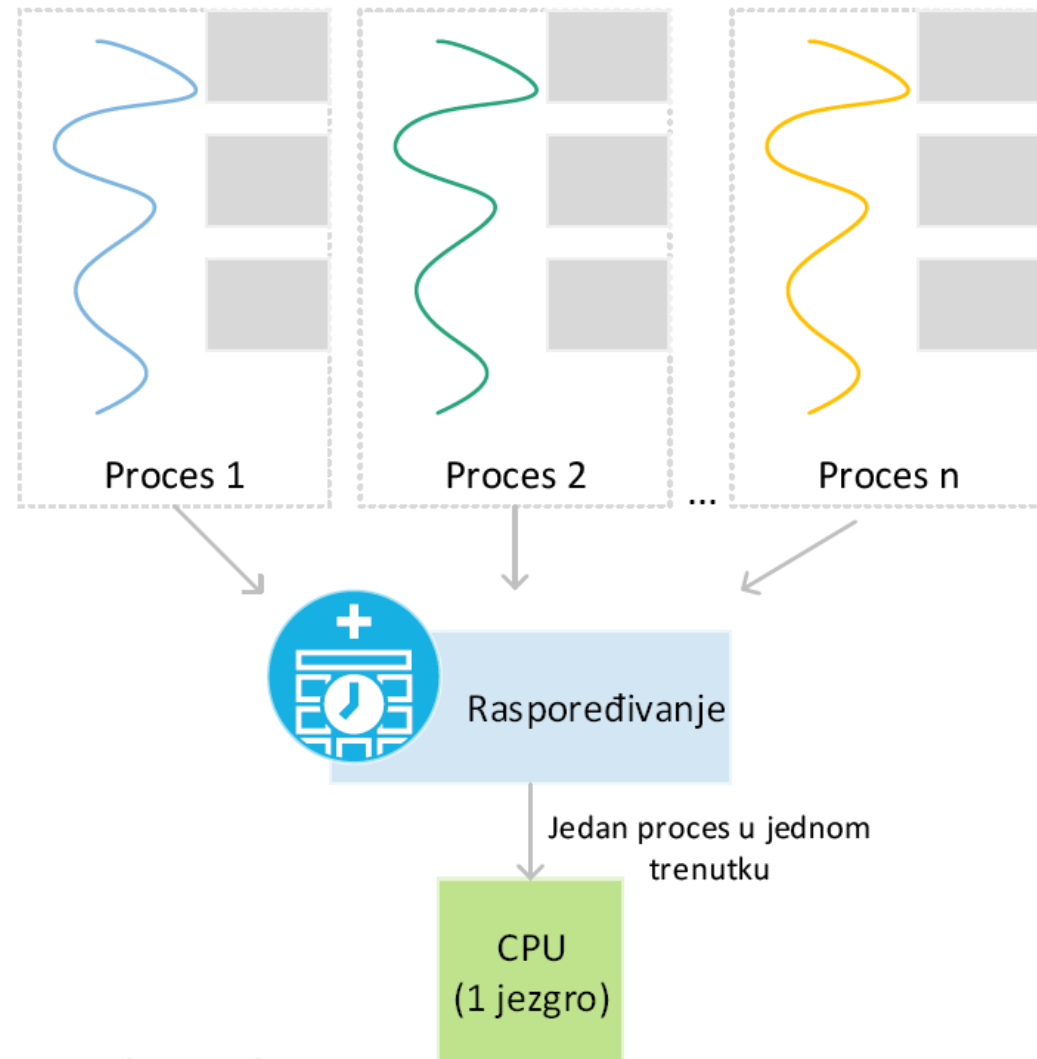 Proces 1
Proces 2
...
Proces n
Raspoređivanje
Jedan proces u jednom
trenutku
CPU
(1 jezgro)